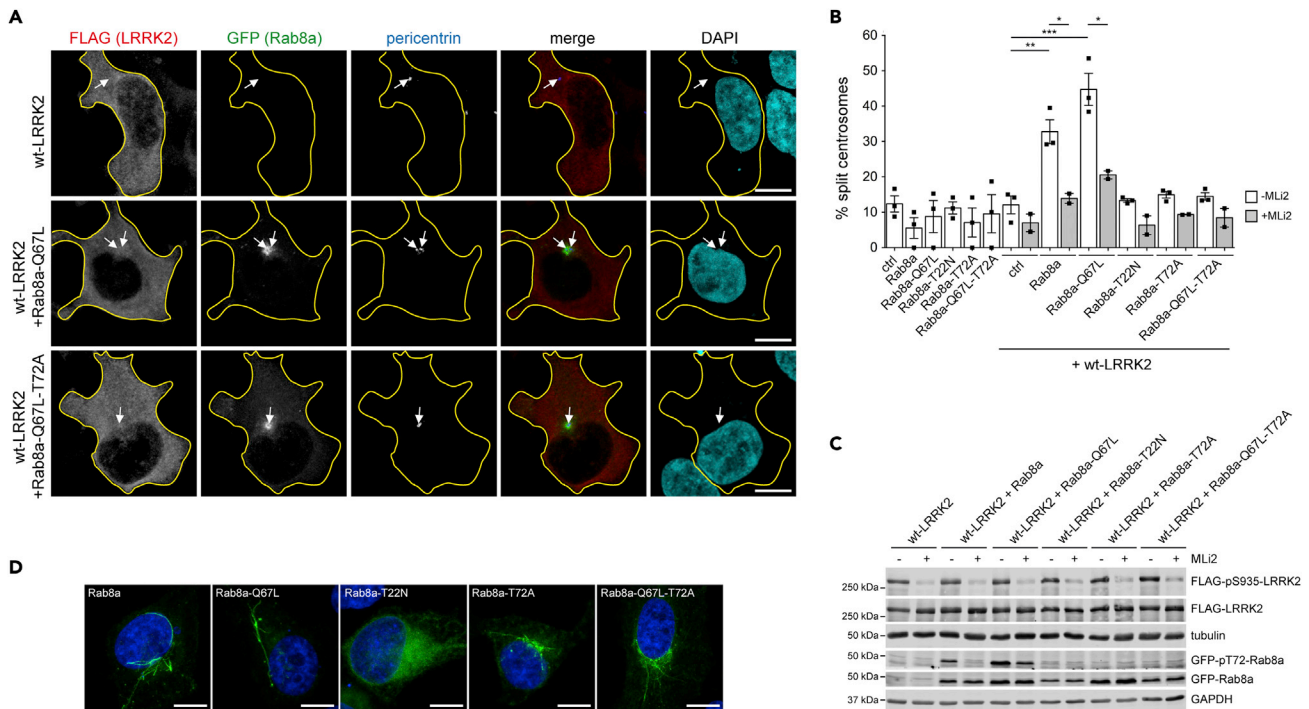 A
FLAG (LRRK2) GFP (Rab8a) pericentrin merge DAPI
wt-LRRK2
wt-LRRK2
+Rab8a-Q67L
wt-LRRK2
+Rab8a-Q67L-T72A
B
* *
***
**
% split centrosomes
60
50
40
30
20
10
0
-MLi2
+MLi2
ctrl
Rab8a
Rab8a-Q67L
Rab8a-T22N
Rab8a-T72A
Rab8a-Q67L-T72A
ctrl
Rab8a
Rab8a-Q67L
Rab8a-T22N
Rab8a-T72A
Rab8a-Q67L-T72A
+ wt-LRRK2
C
wt-LRRK2
wt-LRRK2 + Rab8a
wt-LRRK2 + Rab8a-Q67L
wt-LRRK2 + Rab8a-T22N
wt-LRRK2 + Rab8a-T72A
wt-LRRK2 + Rab8a-Q67L-T72A
- + - + - + - + - + - + MLi2
250 kDa FLAG-pS935-LRRK2
250 kDa FLAG-LRRK2
50 kDa tubulin
50 kDa GFP-pT72-Rab8a
50 kDa GFP-Rab8a
37 kDa GAPDH
D
Rab8a Rab8a-Q67L Rab8a-T22N Rab8a-T72A Rab8a-Q67L-T72A